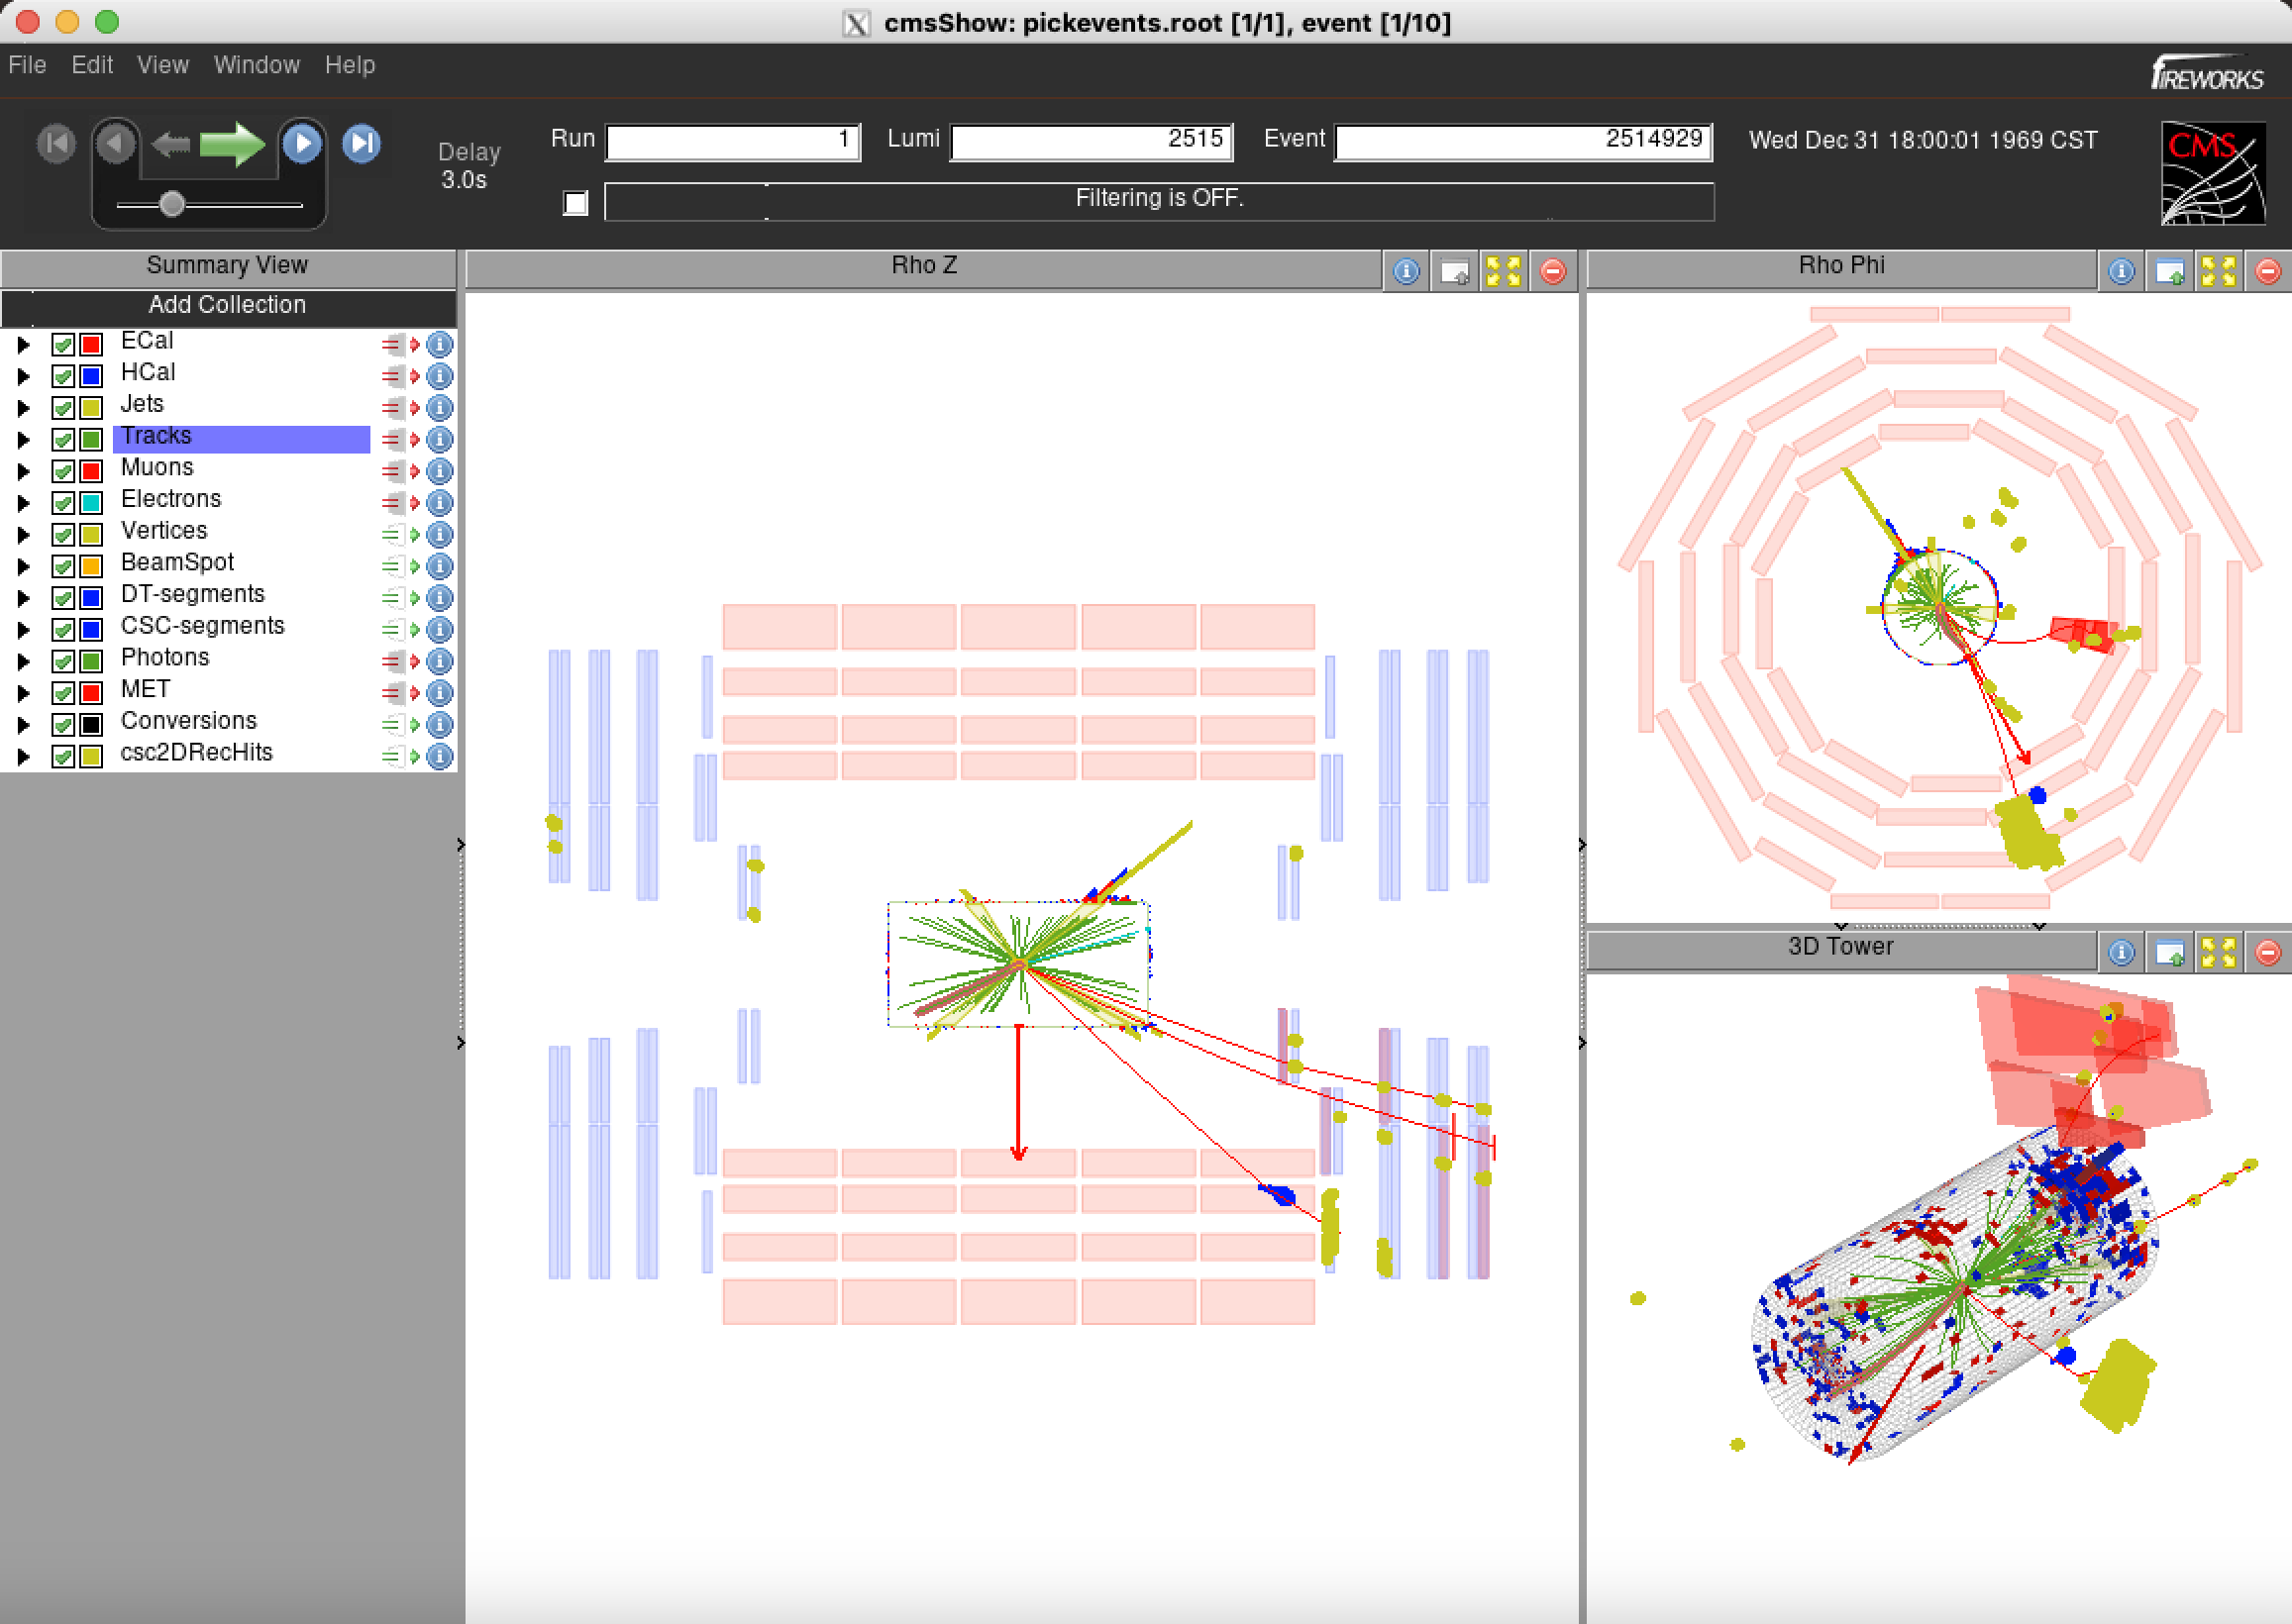 cmsShow: pickevents.root [1/1], event [1/10]
File Edit View Window Help
FIREWORKS
Delay
3.0s
Run 1 Lumi 2515 Event 2514929 Wed Dec 31 18:00:01 1969 CST
CMS
Filtering is OFF.
Summary View
Add Collection
ECal
HCal
Jets
Tracks
Muons
Electrons
Vertices
BeamSpot
DT-segments
CSC-segments
Photons
MET
Conversions
csc2DRecHits
Rho Z
Rho Phi
3D Tower